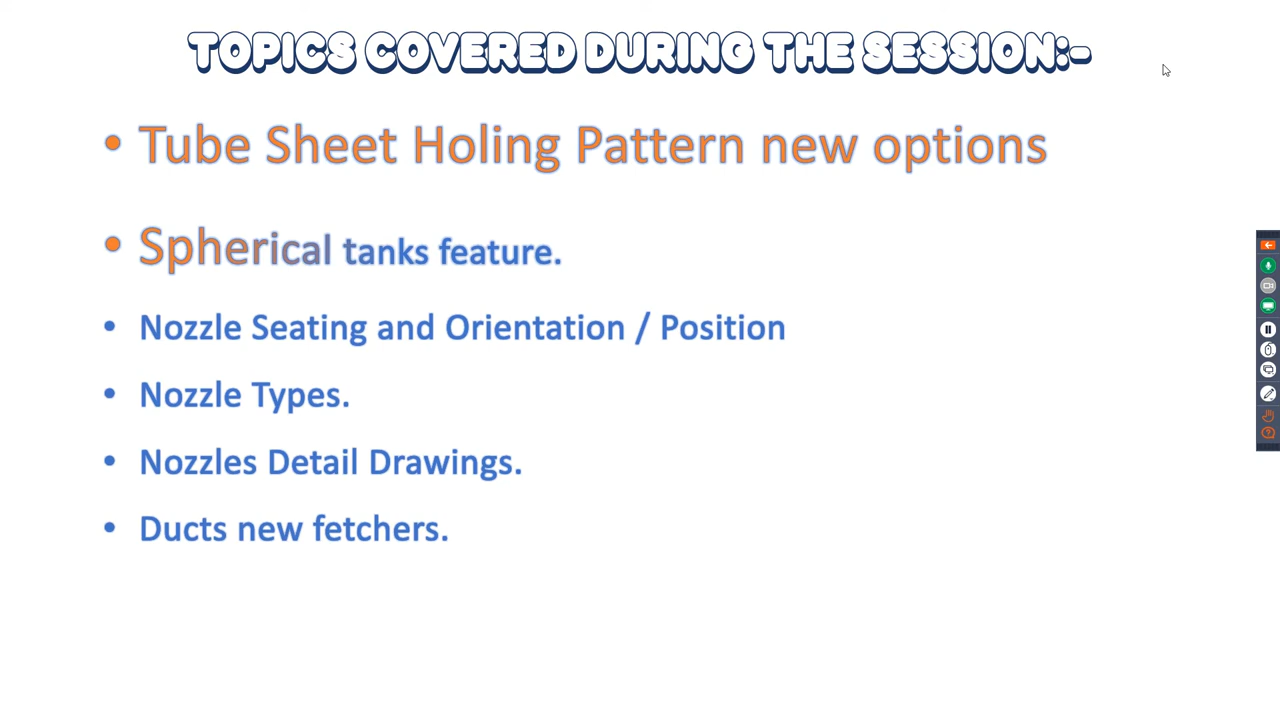 TOPICS COVERED DURING THE SESSION:-
• Tube Sheet Holing Pattern new options
• Spherical tanks feature.
• Nozzle Seating and Orientation / Position
• Nozzle Types.
• Nozzles Detail Drawings.
• Ducts new fetchers.